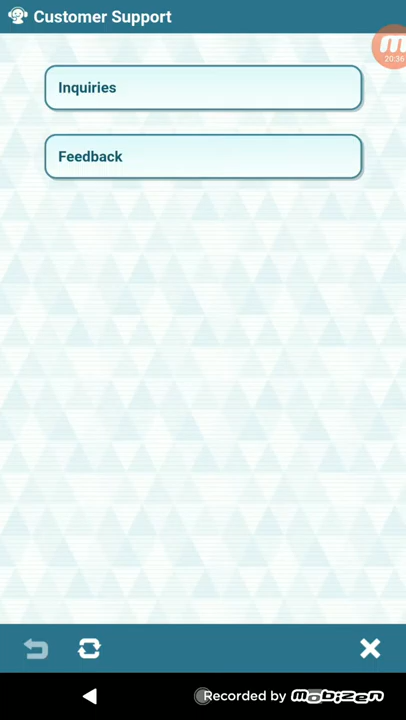 Customer Support
20:36
Inquiries
Feedback
Recorded by MOBIZEN